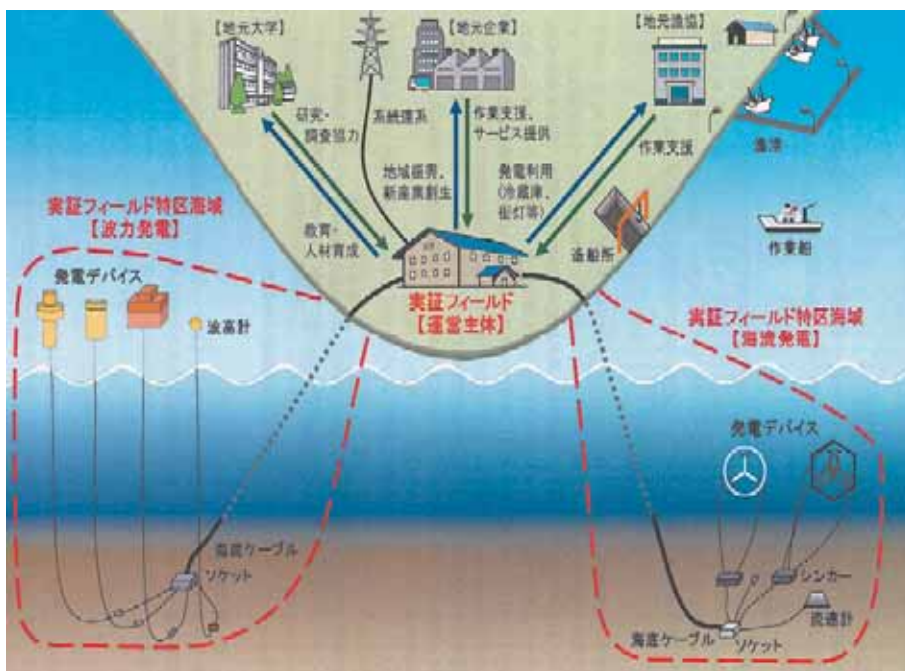 【地元大学】
【地元企業】
【地元漁協】
研究・
調査協力
系統連系
作業支援、
サービス提供
作業支援
漁港
地域振興、
新産業創生
発電利用
(冷蔵庫、
街灯等)
教育・
人材育成
造船所
作業船
実証フィールド特区海域
【波力発電】
発電デバイス
波高計
実証フィールド
【運営主体】
実証フィールド特区海域
【海流発電】
発電デバイス
海底ケーブル
ソケット
シンカー
流速計
海底ケーブル
ソケット